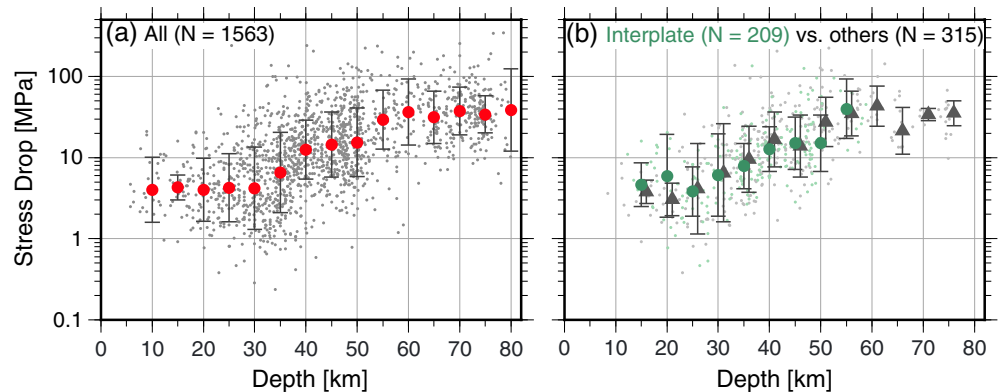 (a) All (N = 1563)
(b) Interplate (N = 209) vs. others (N = 315)
Stress Drop [MPa]
100
10
1
0.1
0 10 20 30 40 50 60 70 80
0 10 20 30 40 50 60 70 80
Depth [km]
Depth [km]